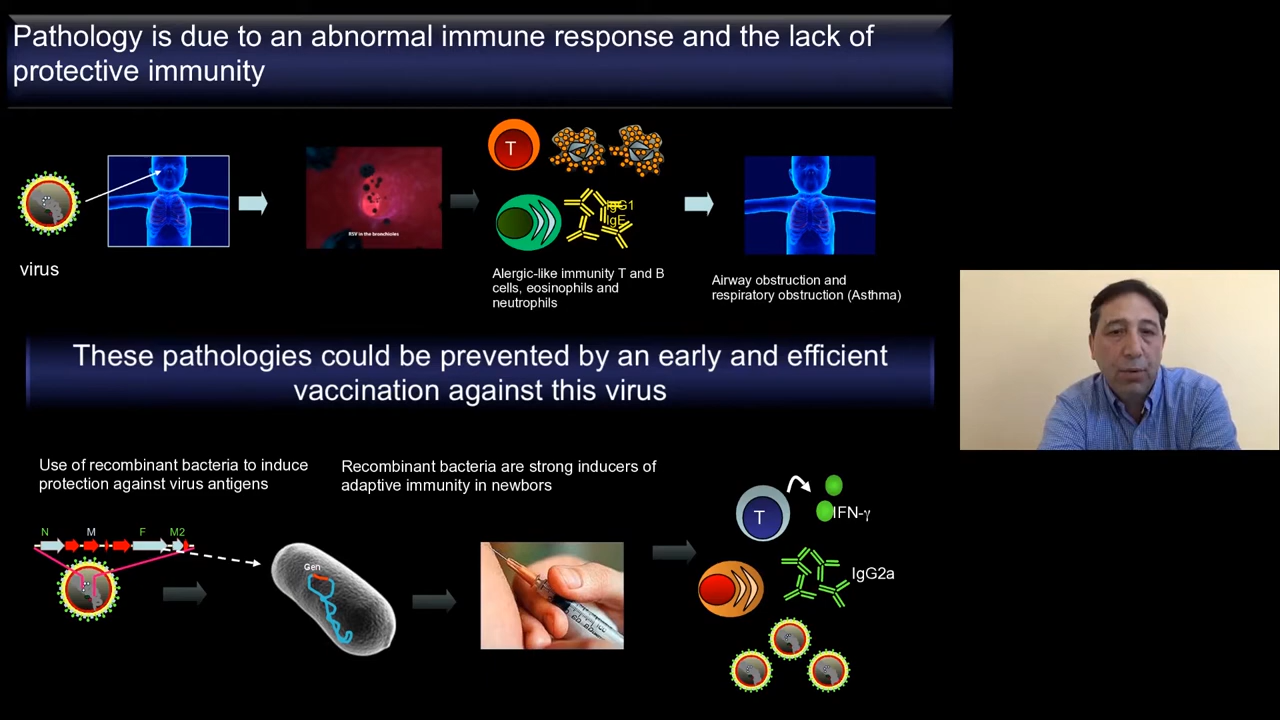 Pathology is due to an abnormal immune response and the lack of
protective immunity
virus
RSV in the bronchioles
T
IgG1
IgE
Alergic-like immunity T and B
cells, eosinophils and
neutrophils
Airway obstruction and
respiratory obstruction (Asthma)
These pathologies could be prevented by an early and efficient
vaccination against this virus
Use of recombinant bacteria to induce
protection against virus antigens
Recombinant bacteria are strong inducers of
adaptive immunity in newbors
N M F M2
Gen
T
IFN-γ
IgG2a